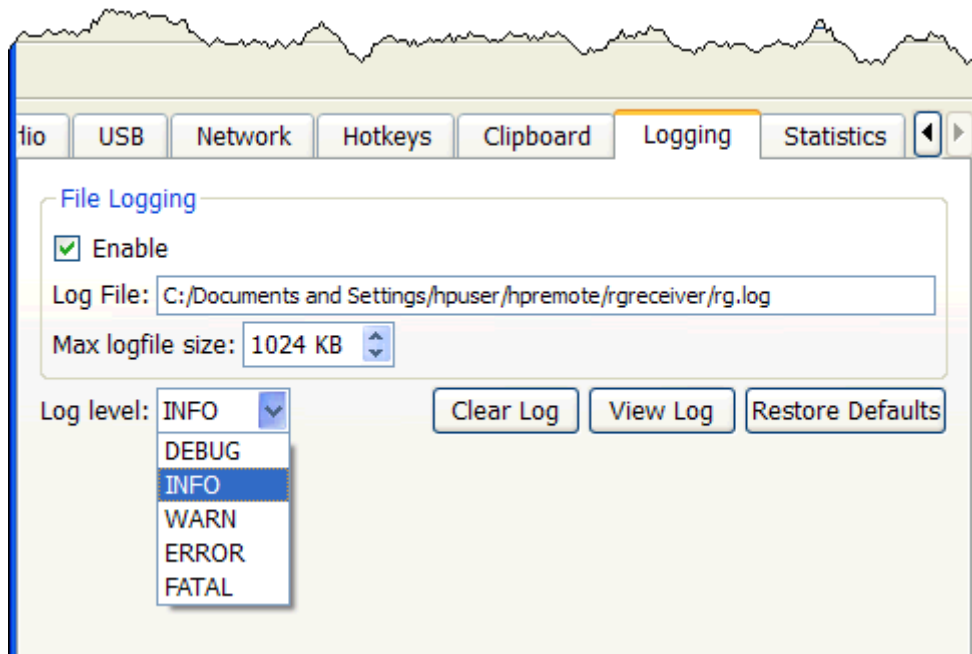 dio USB Network Hotkeys Clipboard Logging Statistics
File Logging
Enable
Log File: C:/Documents and Settings/hpuser/hpremote/rgreceiver/rg.log
Max logfile size: 1024 KB
Log level: INFO Clear Log View Log Restore Defaults
DEBUG
INFO
WARN
ERROR
FATAL